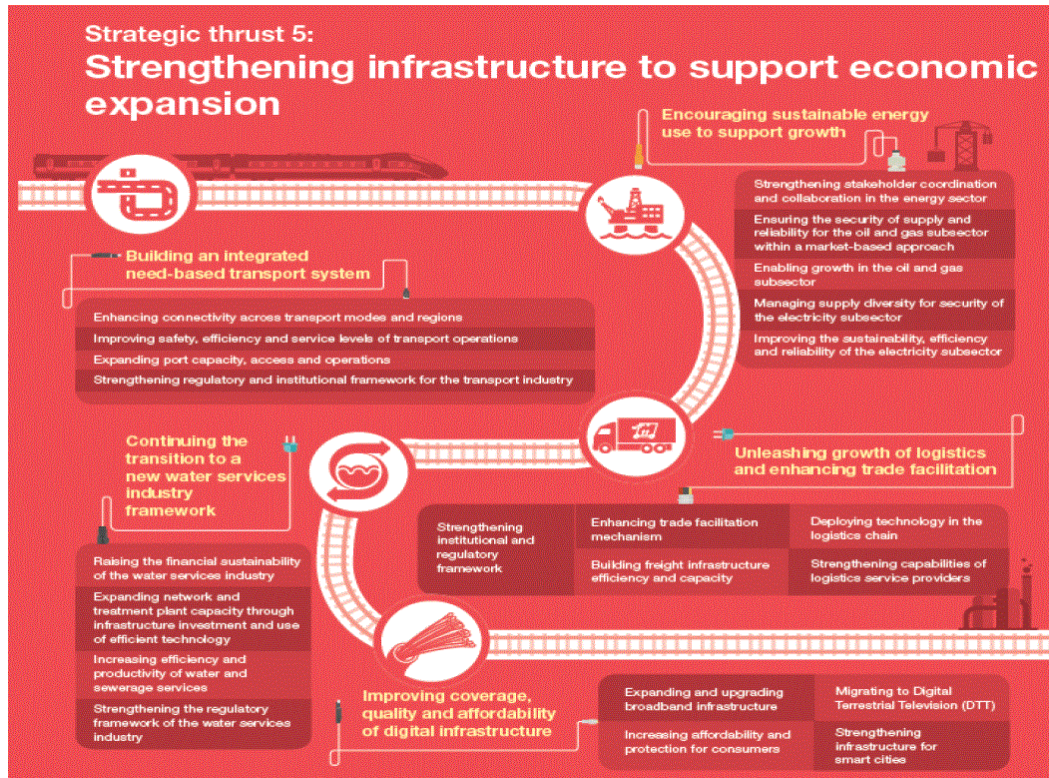 Strategic thrust 5:
Strengthening infrastructure to support economic
expansion
Encouraging sustainable energy
use to support growth
Strengthening stakeholder coordination
and collaboration in the energy sector
Ensuring the security of supply and
reliability for the oil and gas subsector
within a market-based approach
Enabling growth in the oil and gas
subsector
Managing supply diversity for security of
the electricity subsector
Improving the sustainability, efficiency
and reliability of the electricity subsector
Building an integrated
need-based transport system
Enhancing connectivity across transport modes and regions
Improving safety, efficiency and service levels of transport operations
Expanding port capacity, access and operations
Strengthening regulatory and institutional framework for the transport industry
Unleashing growth of logistics
and enhancing trade facilitation
Strengthening
institutional and
regulatory
framework
Enhancing trade facilitation
mechanism
Building freight infrastructure
efficiency and capacity
Deploying technology in the
logistics chain
Strengthening capabilities of
logistics service providers
Continuing the
transition to a
new water services
industry
framework
Raising the financial sustainability
of the water services industry
Expanding network and
treatment plant capacity through
infrastructure investment and use
of efficient technology
Increasing efficiency and
productivity of water and
sewerage services
Strengthening the regulatory
framework of the water services
industry
Improving coverage,
quality and affordability
of digital infrastructure
Expanding and upgrading
broadband infrastructure
Increasing affordability and
protection for consumers
Migrating to Digital
Terrestrial Television (DTT)
Strengthening
infrastructure for
smart cities